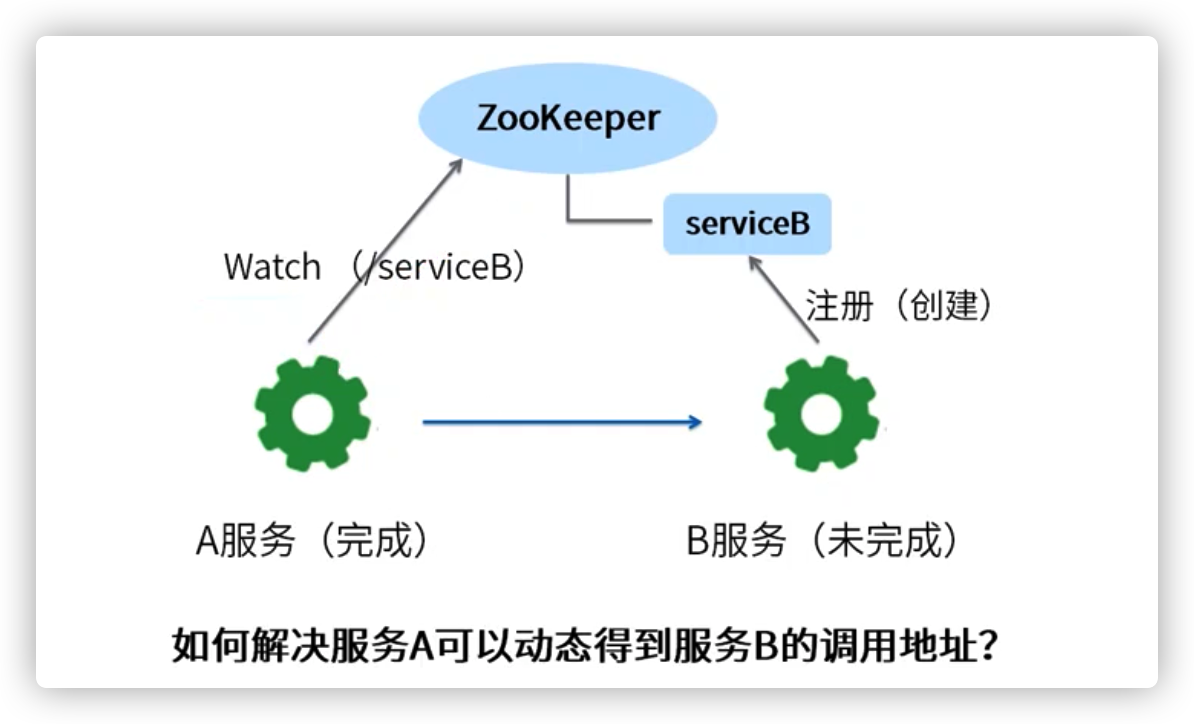 ZooKeeper
serviceB
Watch （/serviceB）
注册（创建）
A服务（完成）
B服务（未完成）
如何解决服务A可以动态得到服务B的调用地址？